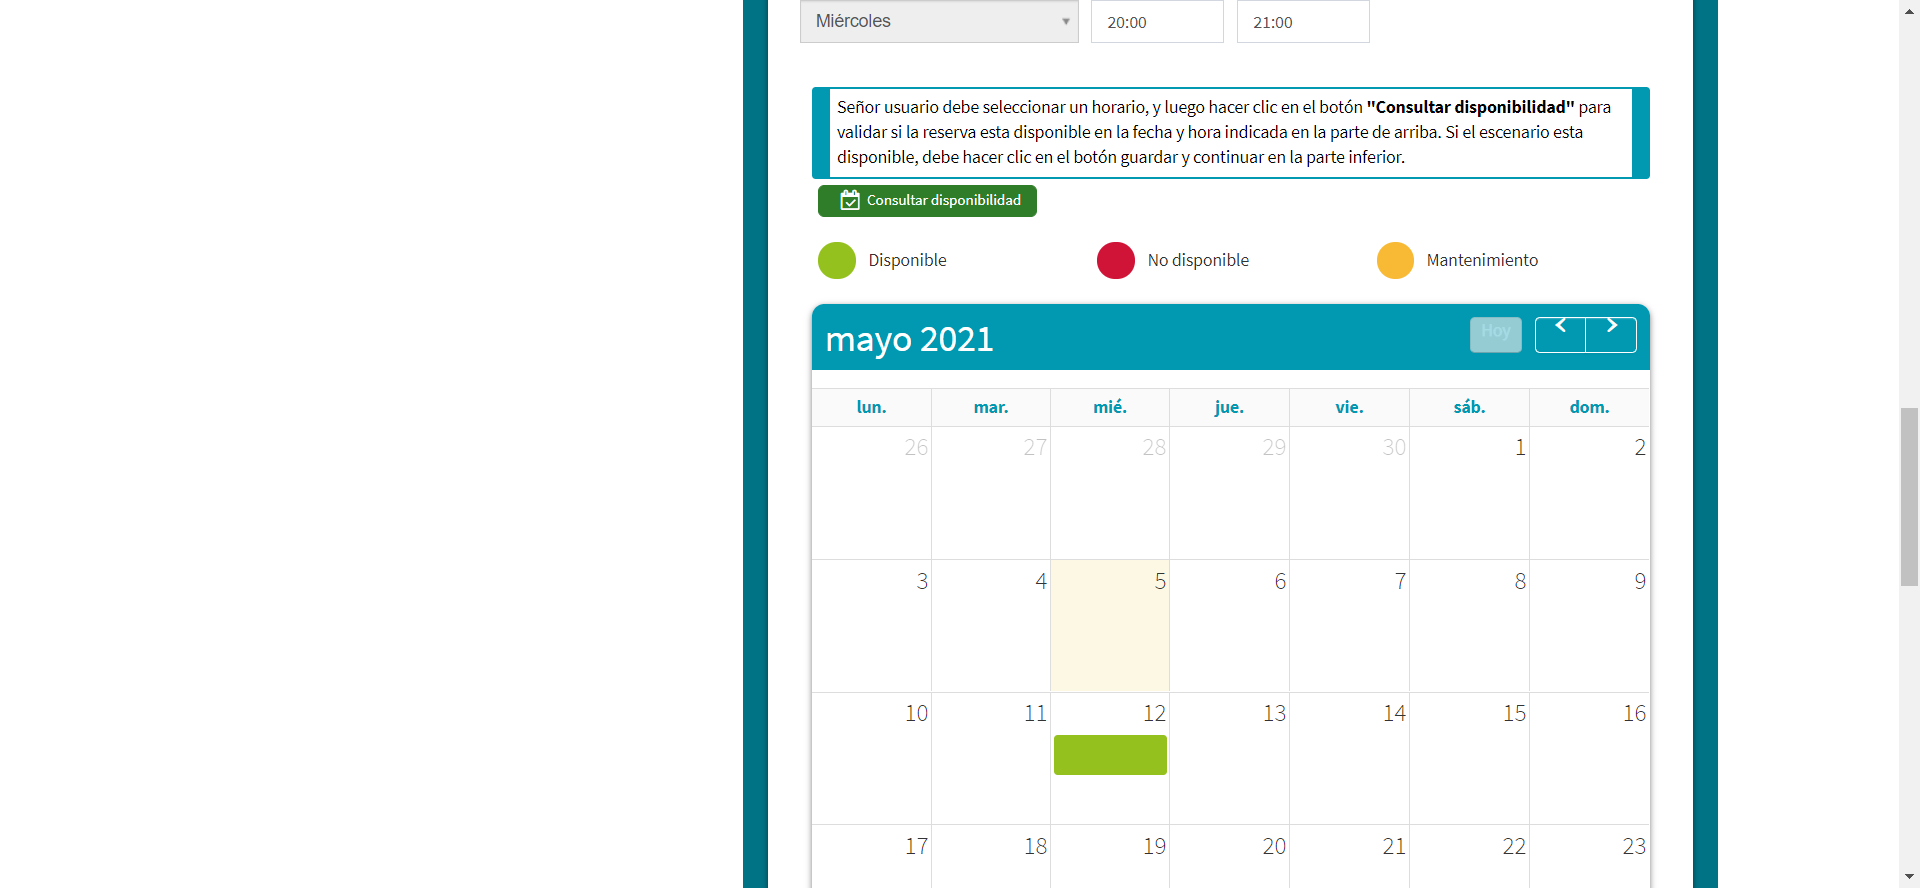 Miércoles 20:00 21:00
Señor usuario debe seleccionar un horario, y luego hacer clic en el botón "Consultar disponibilidad" para
validar si la reserva esta disponible en la fecha y hora indicada en la parte de arriba. Si el escenario esta
disponible, debe hacer clic en el botón guardar y continuar en la parte inferior.
Consultar disponibilidad
Disponible No disponible Mantenimiento
mayo 2021 Hoy
lun. mar. mié. jue. vie. sáb. dom.
26 27 28 29 30 1 2
3 4 5 6 7 8 9
10 11 12 13 14 15 16
17 18 19 20 21 22 23